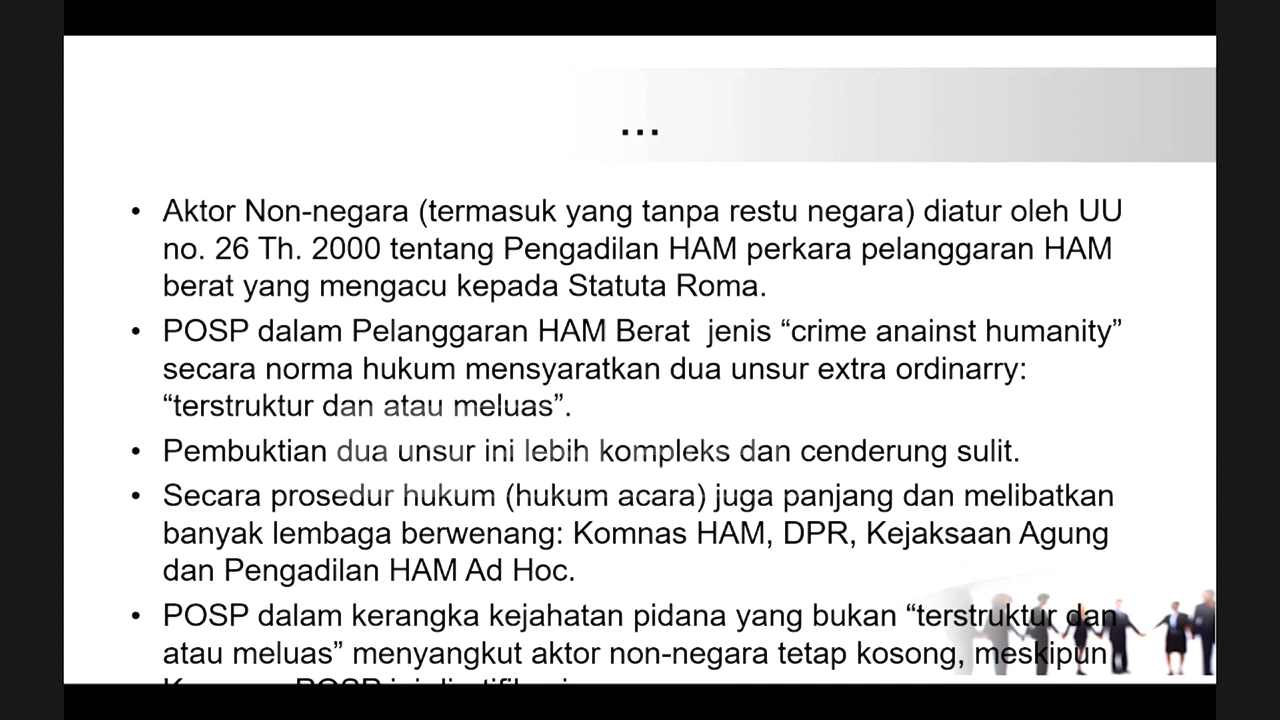 ...
• Aktor Non-negara (termasuk yang tanpa restu negara) diatur oleh UU
no. 26 Th. 2000 tentang Pengadilan HAM perkara pelanggaran HAM
berat yang mengacu kepada Statuta Roma.
• POSP dalam Pelanggaran HAM Berat  jenis “crime anainst humanity”
secara norma hukum mensyaratkan dua unsur extra ordinarry:
“terstruktur dan atau meluas”.
• Pembuktian dua unsur ini lebih kompleks dan cenderung sulit.
• Secara prosedur hukum (hukum acara) juga panjang dan melibatkan
banyak lembaga berwenang: Komnas HAM, DPR, Kejaksaan Agung
dan Pengadilan HAM Ad Hoc.
• POSP dalam kerangka kejahatan pidana yang bukan “terstruktur dan
atau meluas” menyangkut aktor non-negara tetap kosong, meskipun